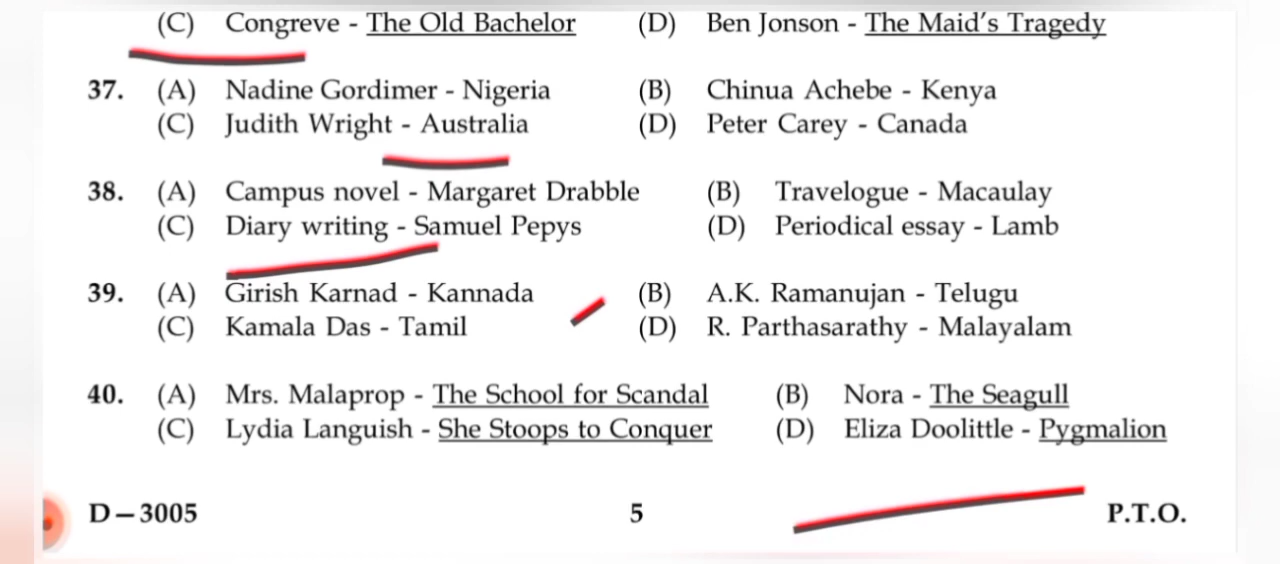 (C) Congreve - The Old Bachelor (D) Ben Jonson - The Maid's Tragedy
37. (A) Nadine Gordimer - Nigeria (B) Chinua Achebe - Kenya
(C) Judith Wright - Australia (D) Peter Carey - Canada
38. (A) Campus novel - Margaret Drabble (B) Travelogue - Macaulay
(C) Diary writing - Samuel Pepys (D) Periodical essay - Lamb
39. (A) Girish Karnad - Kannada (B) A.K. Ramanujan - Telugu
(C) Kamala Das - Tamil (D) R. Parthasarathy - Malayalam
40. (A) Mrs. Malaprop - The School for Scandal (B) Nora - The Seagull
(C) Lydia Languish - She Stoops to Conquer (D) Eliza Doolittle - Pygmalion
D – 3005 5 P.T.O.